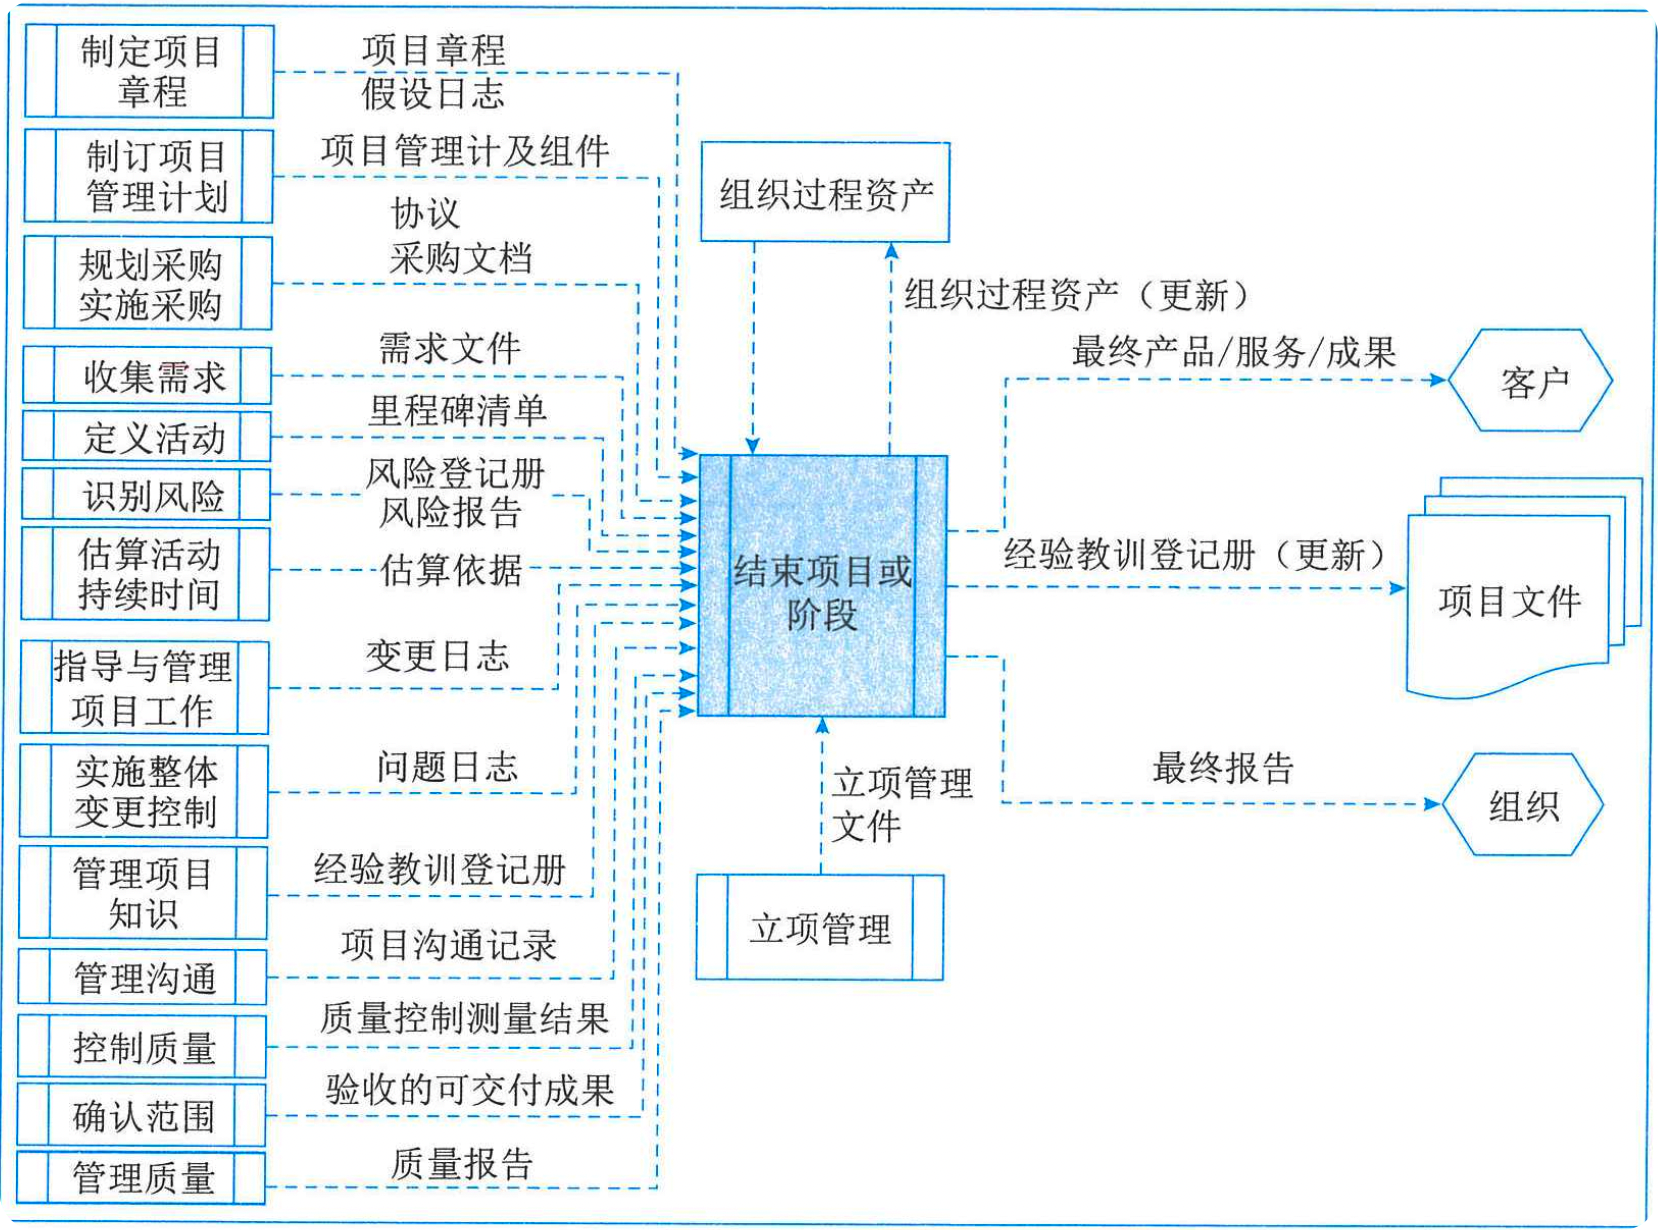 制定项目
章程
项目章程
假设日志
制订项目
管理计划
项目管理计及组件
规划采购
实施采购
协议
采购文档
收集需求
需求文件
定义活动
里程碑清单
识别风险
风险登记册
风险报告
估算活动
持续时间
估算依据
指导与管理
项目工作
变更日志
实施整体
变更控制
问题日志
管理项目
知识
经验教训登记册
管理沟通
项目沟通记录
控制质量
质量控制测量结果
确认范围
验收的可交付成果
管理质量
质量报告
组织过程资产
组织过程资产（更新）
结束项目或
阶段
立项管理
文件
立项管理
最终产品/服务/成果
客户
经验教训登记册（更新）
项目文件
最终报告
组织